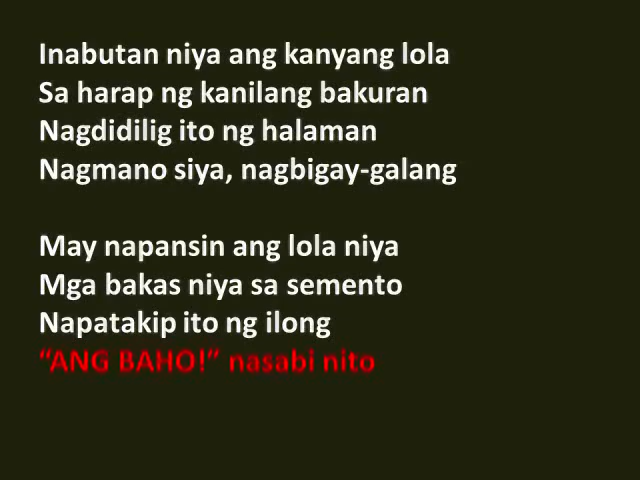 Inabutan niya ang kanyang lola
Sa harap ng kanilang bakuran
Nagdidilig ito ng halaman
Nagmano siya, nagbigay-galang
May napansin ang lola niya
Mga bakas niya sa semento
Napatakip ito ng ilong
“ANG BAHO!” nasabi nito